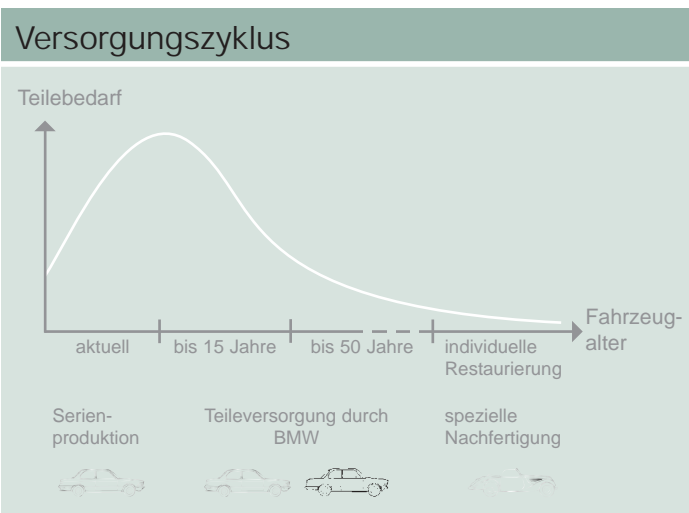 Versorgungszyklus
Teilebedarf
Fahrzeug-
alter
aktuell
bis 15 Jahre
bis 50 Jahre
individuelle
Restaurierung
Serien-
produktion
Teileversorgung durch
BMW
spezielle
Nachfertigung